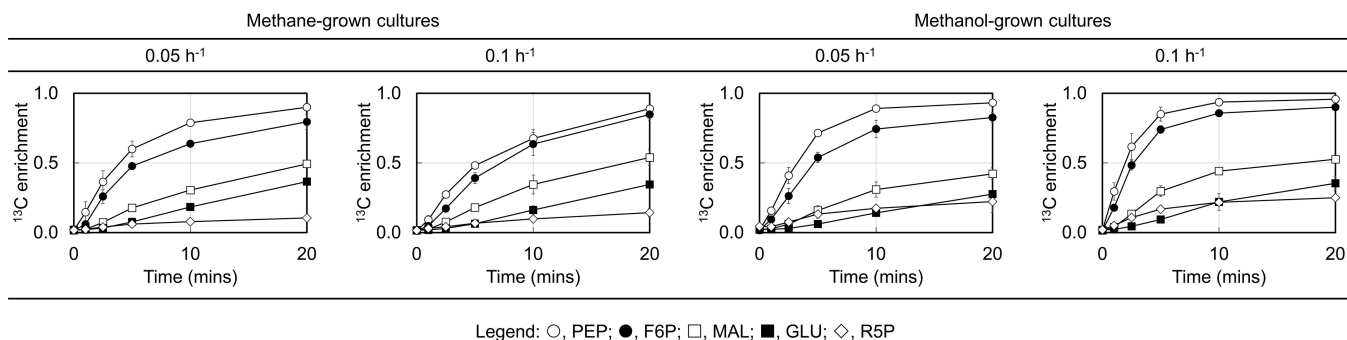 Methane-grown cultures Methanol-grown cultures
0.05 h⁻¹ 0.1 h⁻¹ 0.05 h⁻¹ 0.1 h⁻¹
¹³C enrichment
1.0
0.5
0.0
0 10 20
Time (mins)
¹³C enrichment
1.0
0.5
0.0
0 10 20
Time (mins)
¹³C enrichment
1.0
0.5
0.0
0 10 20
Time (mins)
¹³C enrichment
1.0
0.5
0.0
0 10 20
Time (mins)
Legend: ○, PEP; ●, F6P; □, MAL; ■, GLU; ◇, R5P